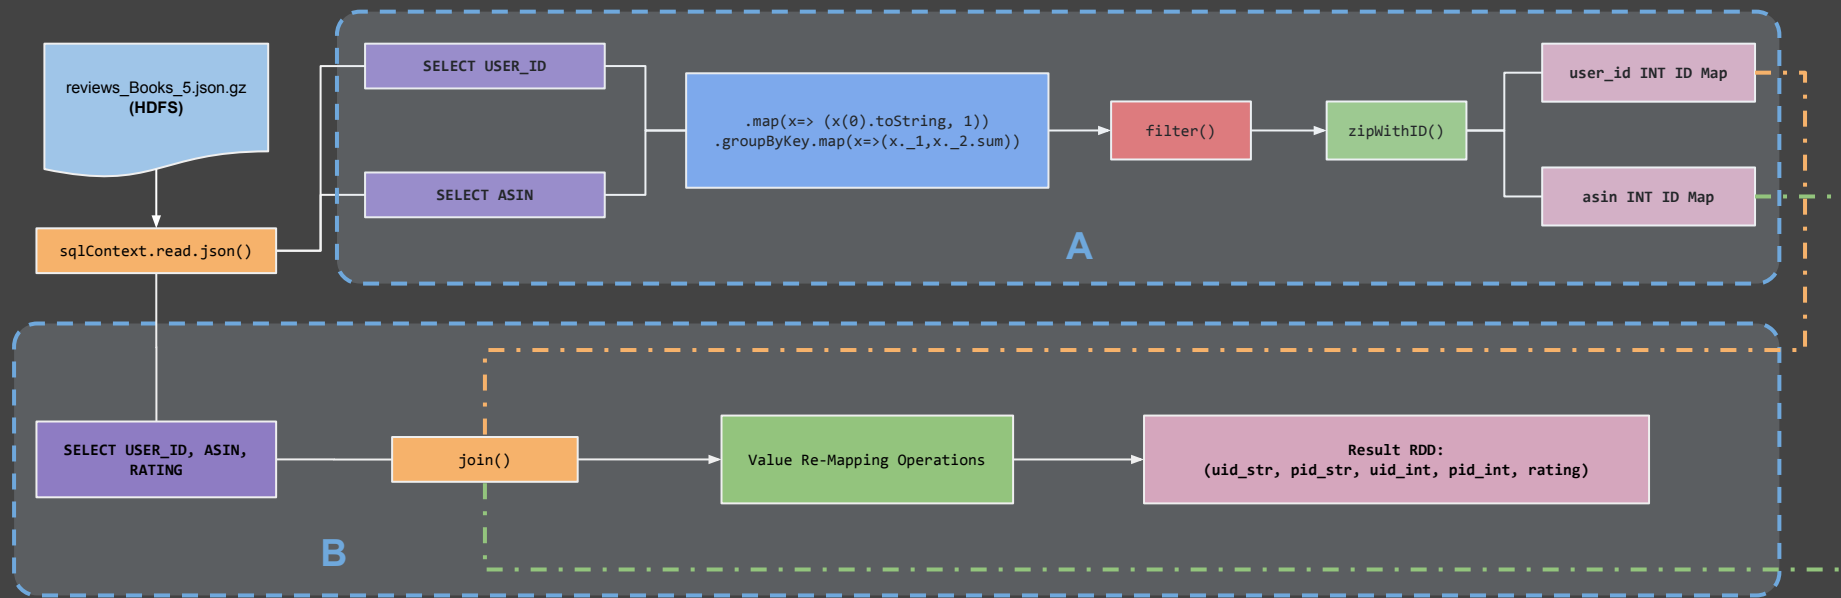 reviews_Books_5.json.gz
(HDFS)
sqlContext.read.json()
SELECT USER_ID
SELECT ASIN
.map(x=> (x(0).toString, 1))
.groupByKey.map(x=>(x._1,x._2.sum))
filter()
zipWithID()
user_id INT ID Map
asin INT ID Map
A
SELECT USER_ID, ASIN,
RATING
join()
Value Re-Mapping Operations
Result RDD:
(uid_str, pid_str, uid_int, pid_int, rating)
B